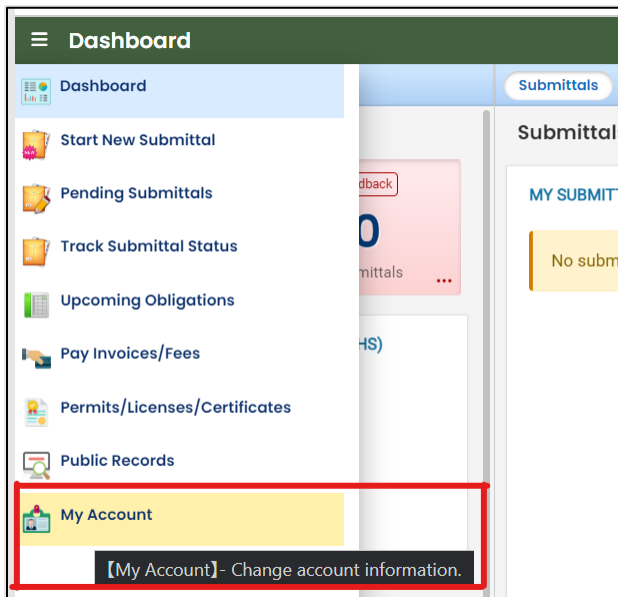 Dashboard
Dashboard
Start New Submittal
Pending Submittals
Track Submittal Status
Upcoming Obligations
Pay Invoices/Fees
Permits/Licenses/Certificates
Public Records
My Account
【My Account】- Change account information.
dback
0
mittals
...
HS)
Submittals
Submittal
MY SUBMIT
No subm